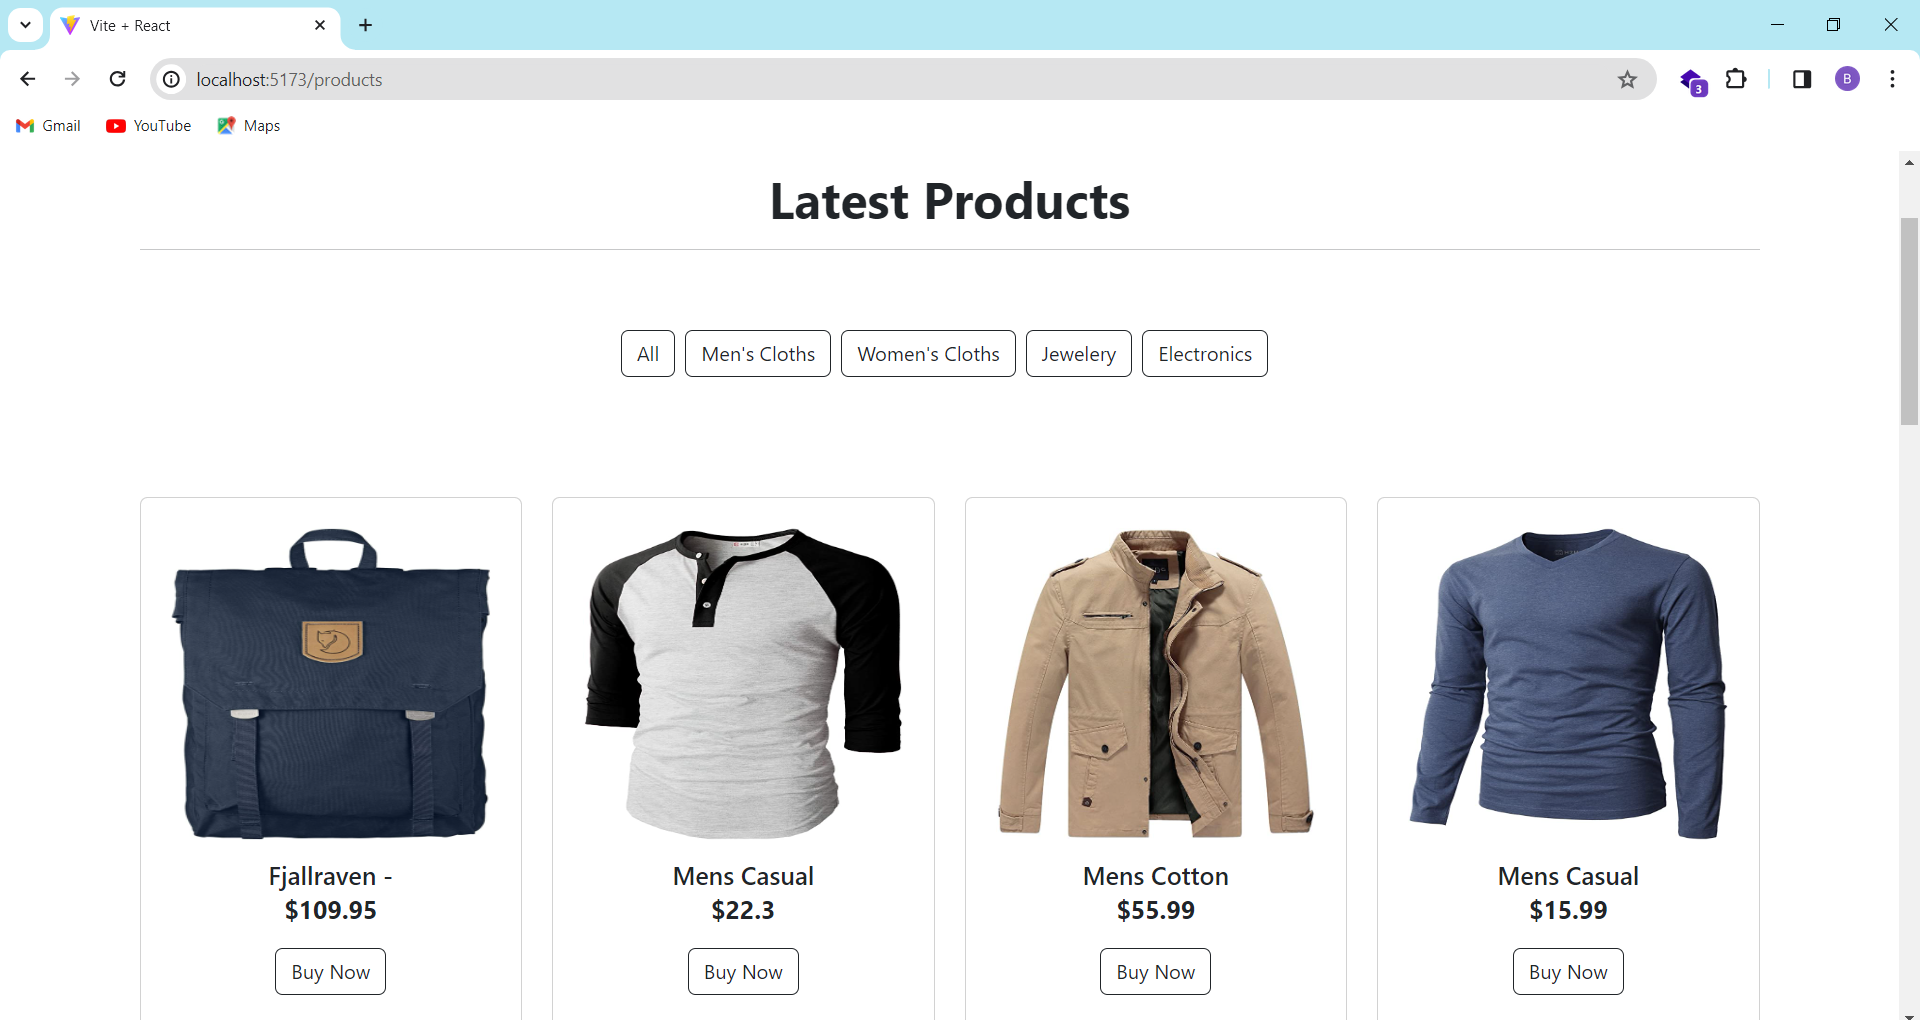 Vite + React
localhost:5173/products
3
B
Gmail YouTube Maps
Latest Products
All Men's Cloths Women's Cloths Jewelery Electronics
Fjallraven - Mens Casual Mens Cotton Mens Casual
$109.95 $22.3 $55.99 $15.99
Buy Now Buy Now Buy Now Buy Now